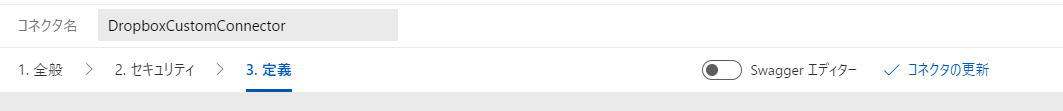 コネクタ名 DropboxCustomConnector
1. 全般 > 2. セキュリティ > 3. 定義 Swagger エディター ✓ コネクタの更新